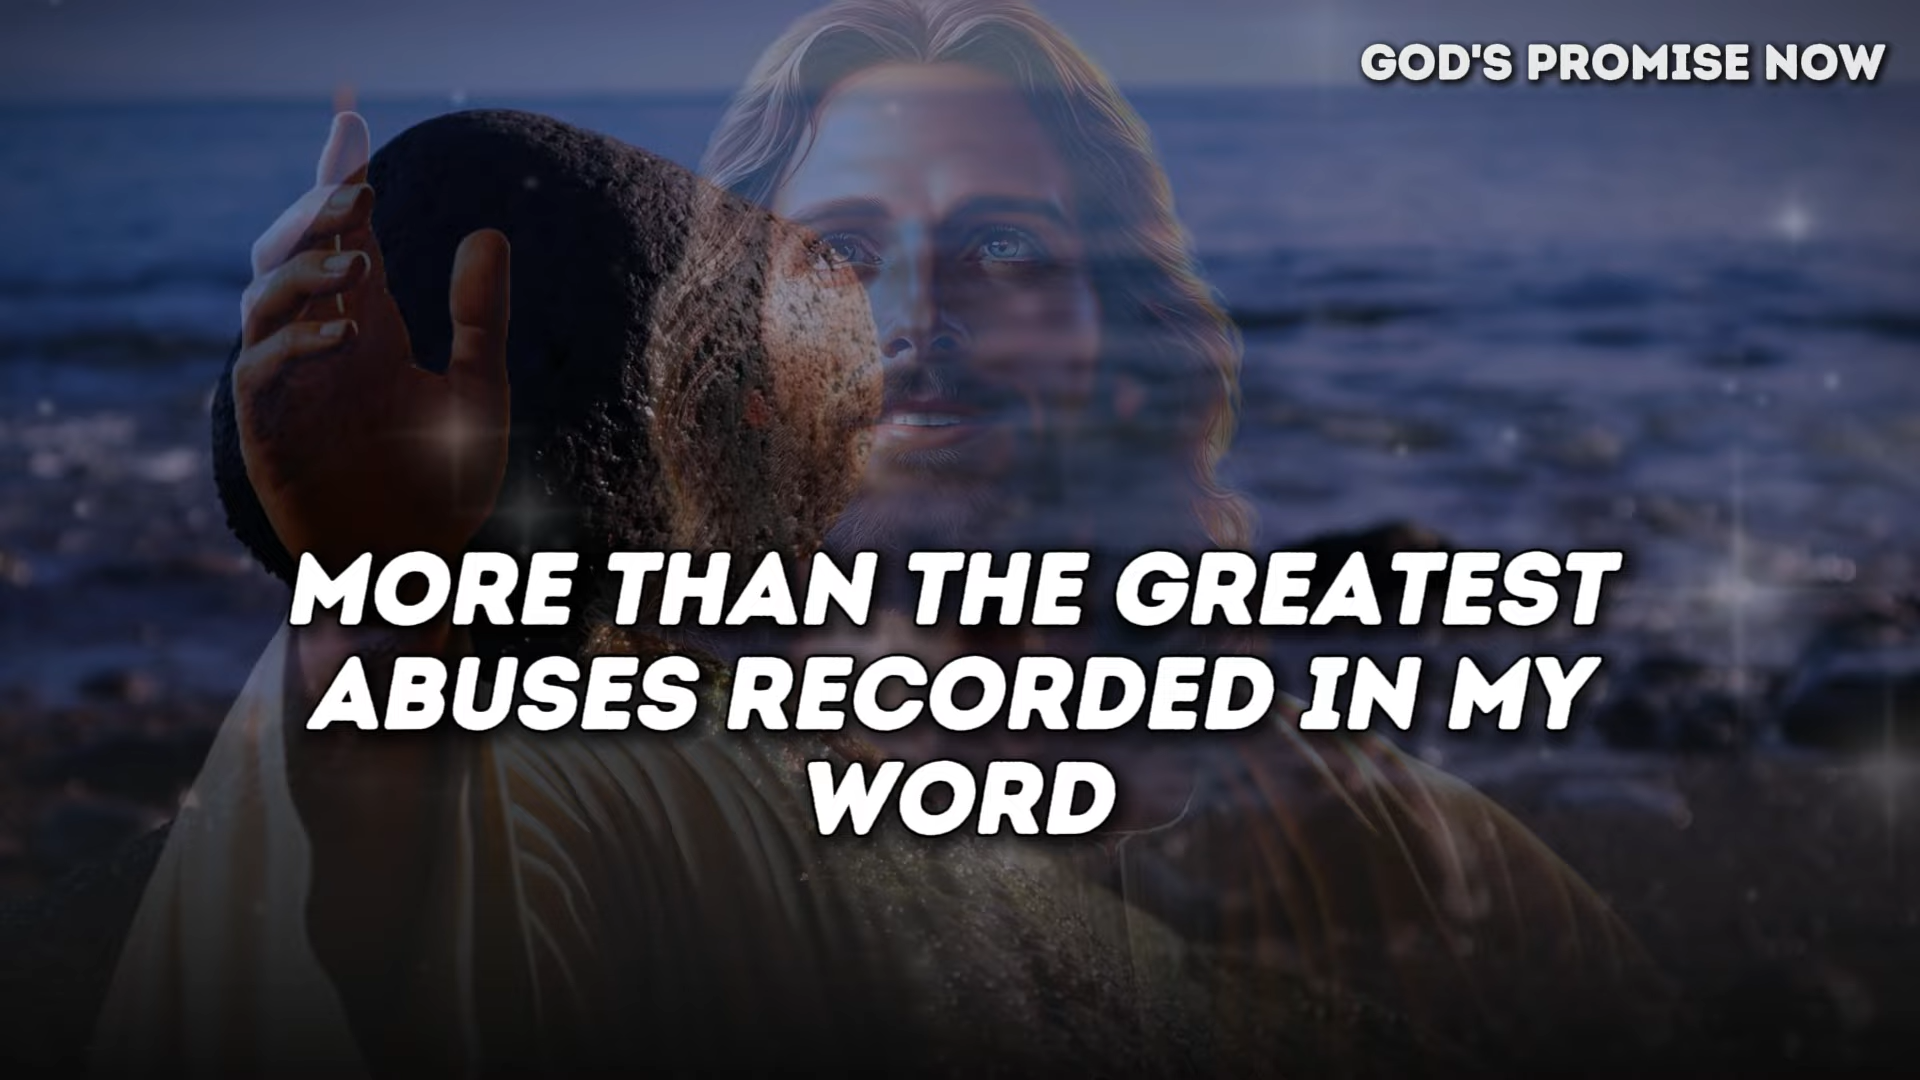 GOD'S PROMISE NOW
MORE THAN THE GREATEST
ABUSES RECORDED IN MY
WORD